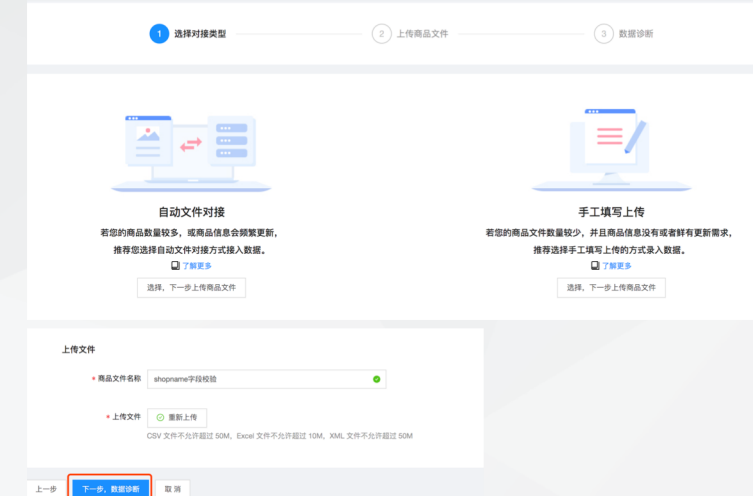 1 选择对接类型
2 上传商品文件
3 数据诊断
自动文件对接
若您的商品数量较多，或商品信息会频繁更新，
推荐您选择自动文件对接方式接入数据。
了解更多
选择，下一步上传商品文件
手工填写上传
若您的商品文件数量较少，并且商品信息没有或者鲜有更新需求，
推荐选择手工填写上传的方式录入数据。
了解更多
选择，下一步上传商品文件
上传文件
* 商品文件名称 shopname字段校验
* 上传文件 重新上传
CSV 文件不允许超过 50M，Excel 文件不允许超过 10M，XML 文件不允许超过 50M
上一步 下一步，数据诊断 取 消